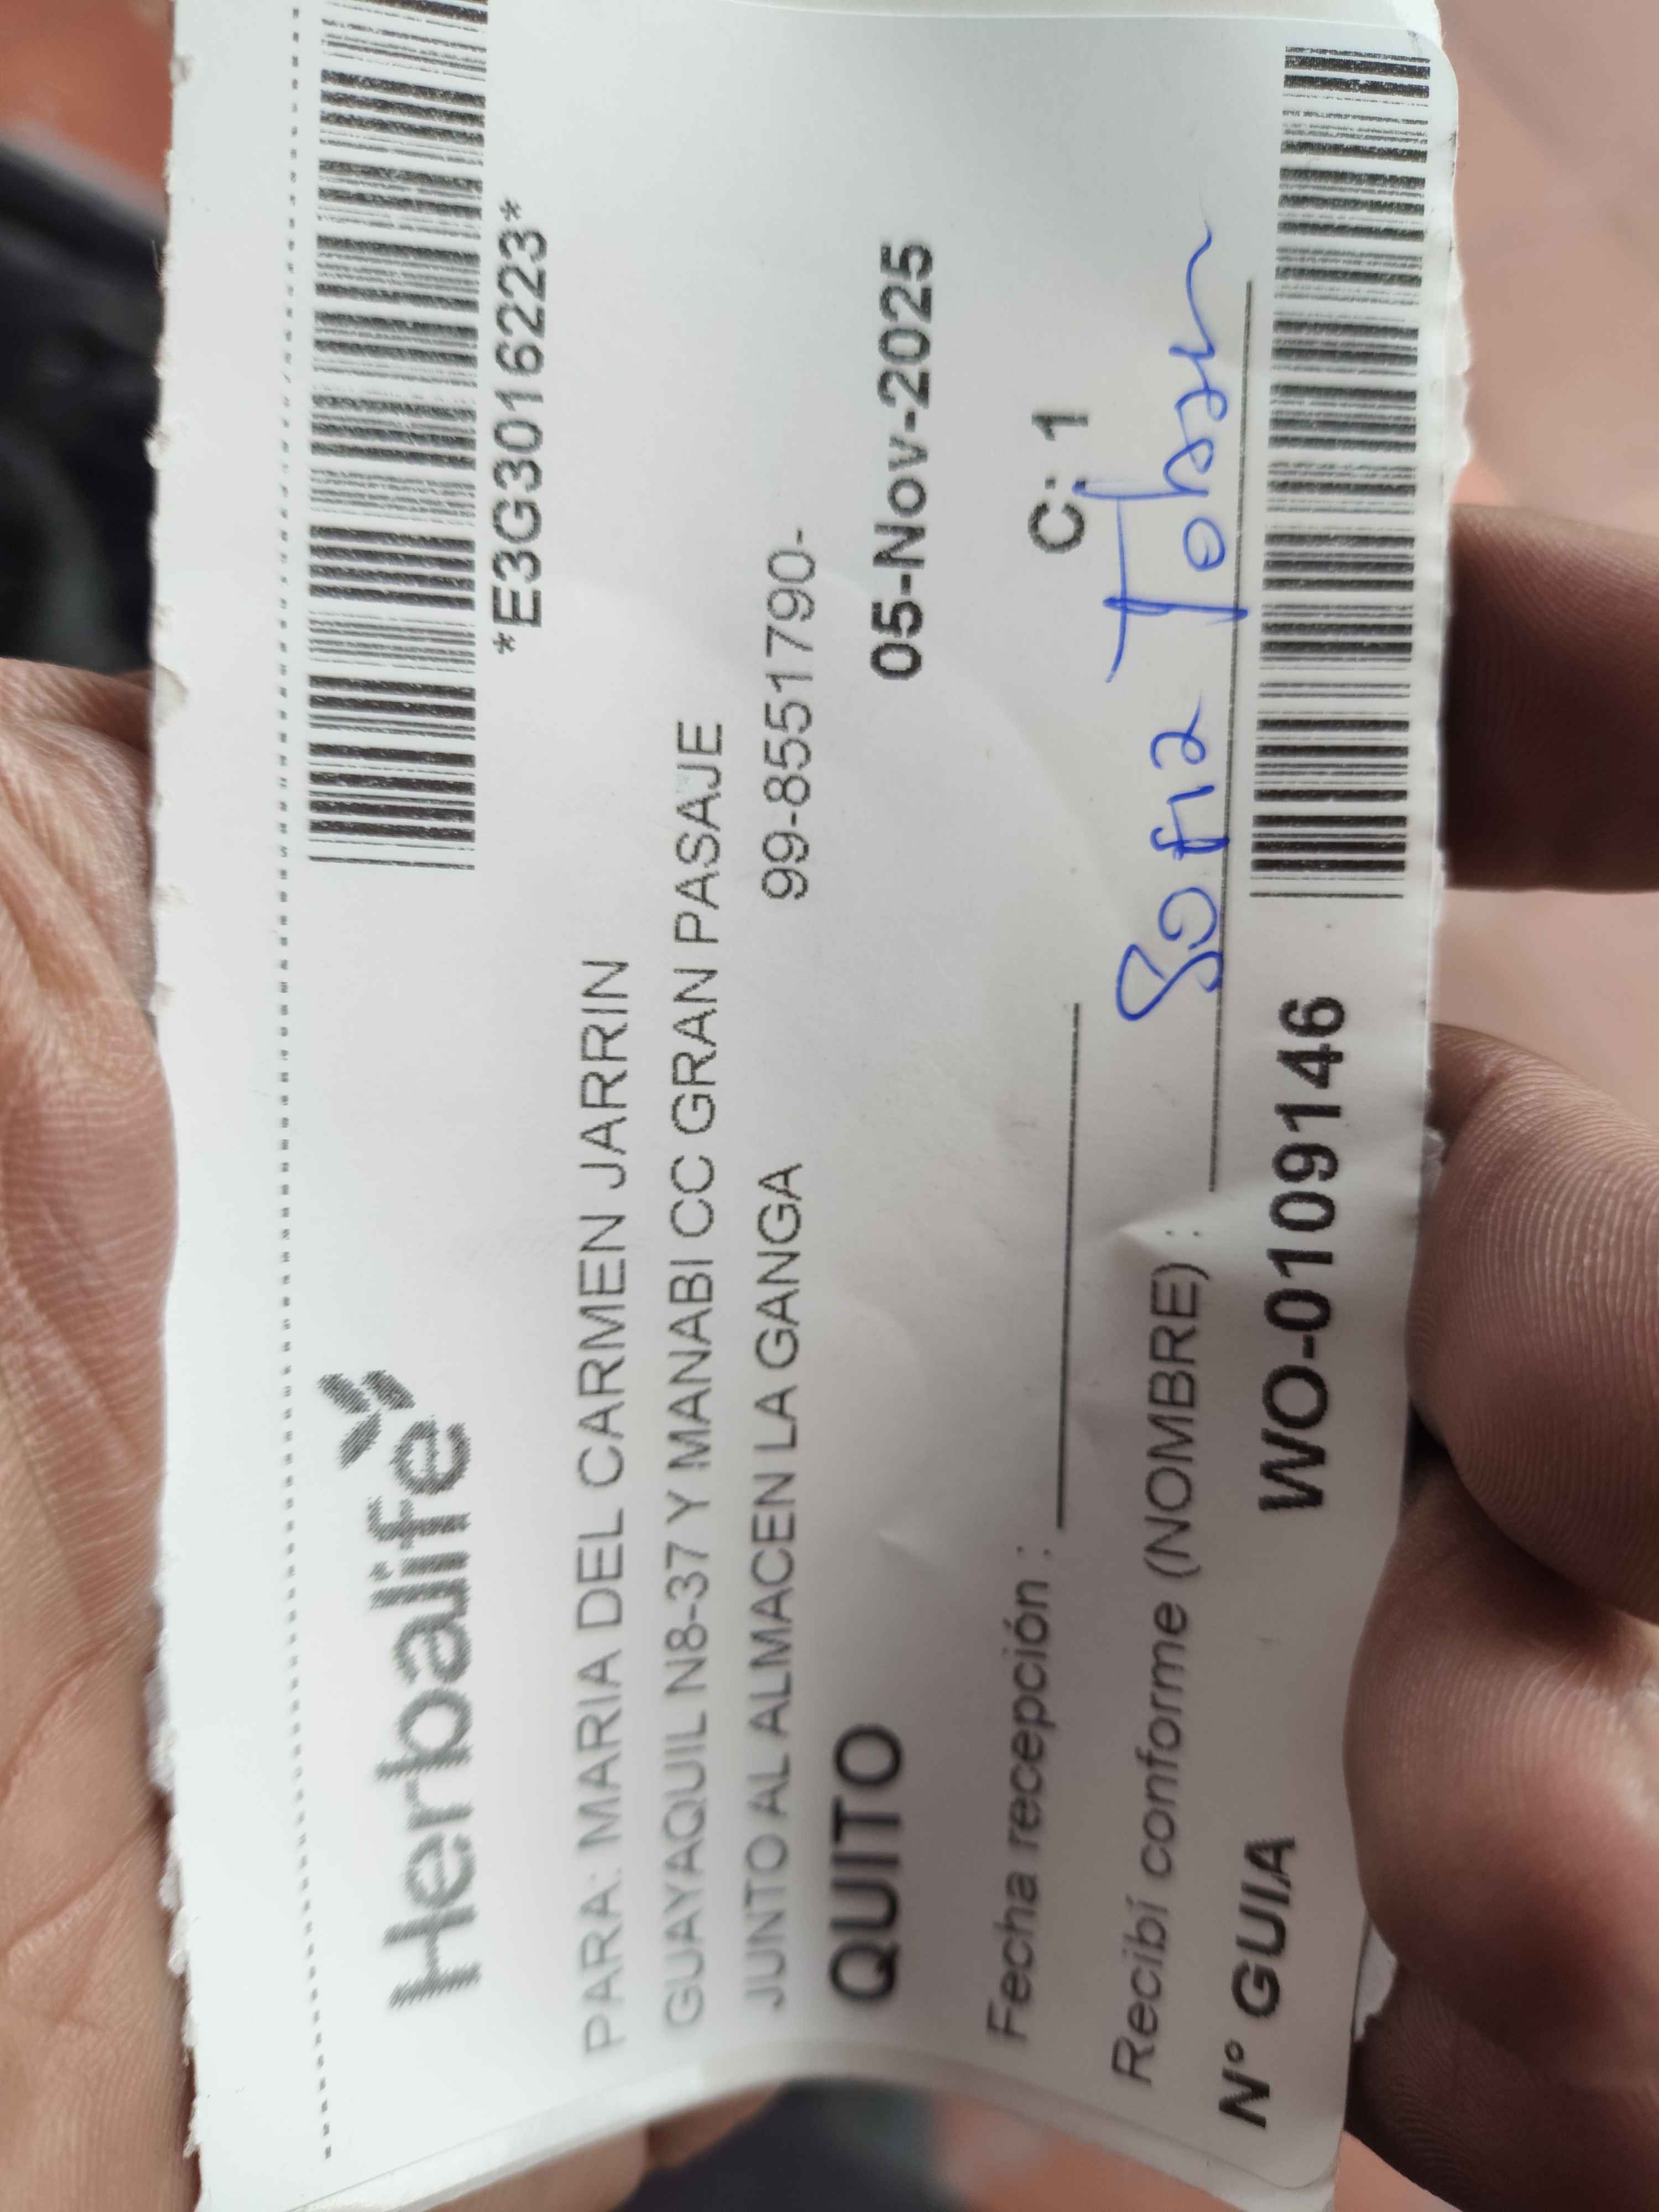 Herbalife
*E3G3016223*
PARA: MARIA DEL CARMEN JARRIN
GUAYAQUIL N8-37 Y MANABI CC GRAN PASAJE
JUNTO AL ALMACEN LA GANGA 99-8551790-
QUITO 05-Nov-2025
Fecha recepción : C: 1
Recibí conforme (NOMBRE) : Sofia
N° GUIA WO-0109146